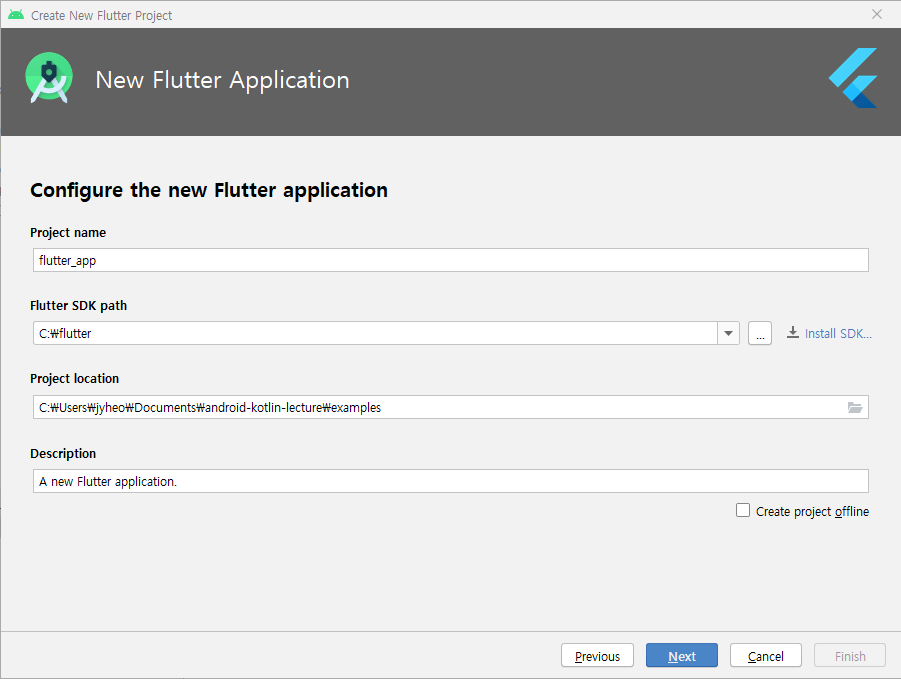 Create New Flutter Project
New Flutter Application
Configure the new Flutter application
Project name
flutter_app
Flutter SDK path
C:₩flutter
...
Install SDK...
Project location
C:₩Users₩jyheo₩Documents₩android-kotlin-lecture₩examples
Description
A new Flutter application.
Create project offline
Previous
Next
Cancel
Finish